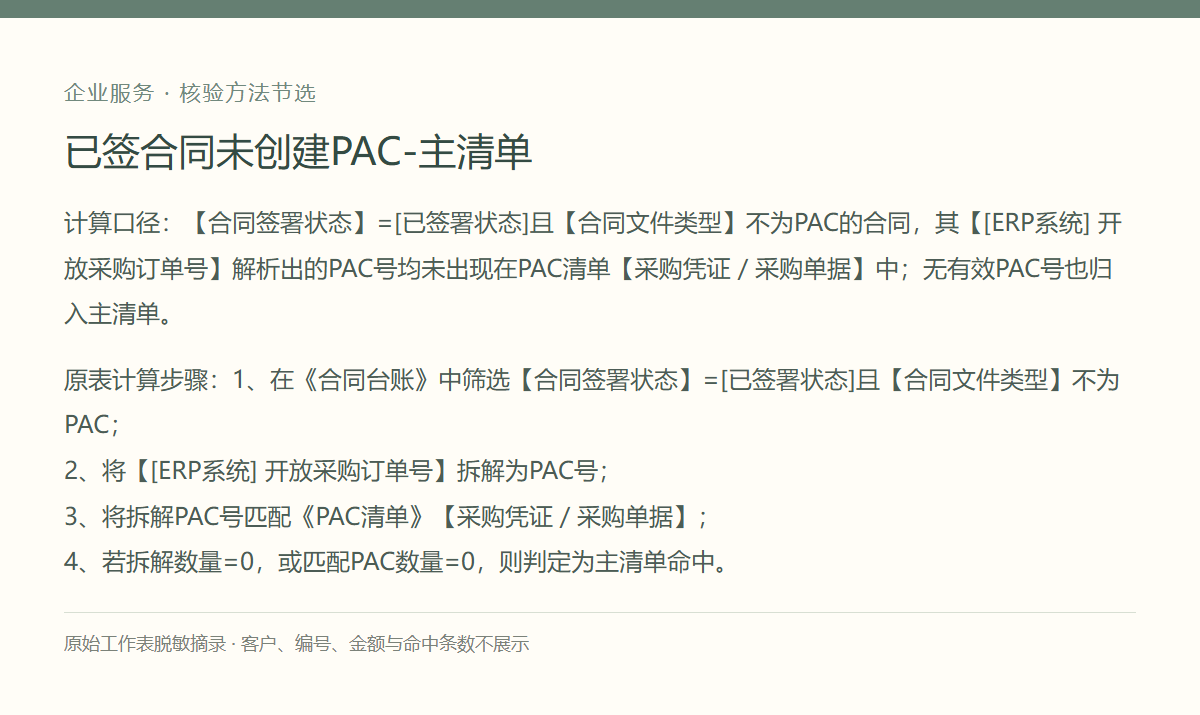 企业服务 · 核验方法节选
已签合同未创建PAC-主清单
计算口径：【合同签署状态】=[已签署状态]且【合同文件类型】不为PAC的合同，其【[ERP系统] 开
放采购订单号】解析出的PAC号均未出现在PAC清单【采购凭证 / 采购单据】中；无有效PAC号也归
入主清单。
原表计算步骤：1、在《合同台账》中筛选【合同签署状态】=[已签署状态]且【合同文件类型】不为
PAC；
2、将【[ERP系统] 开放采购订单号】拆解为PAC号；
3、将拆解PAC号匹配《PAC清单》【采购凭证 / 采购单据】；
4、若拆解数量=0，或匹配PAC数量=0，则判定为主清单命中。
原始工作表脱敏摘录 · 客户、编号、金额与命中条数不展示